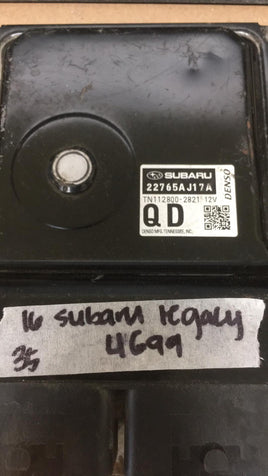 SUBARU
22765AJ17A
DENSO
TN112800-2821 12V
QD
DENSO MFG. TENNESSEE, INC.
16 Subaru legacy
35 4699